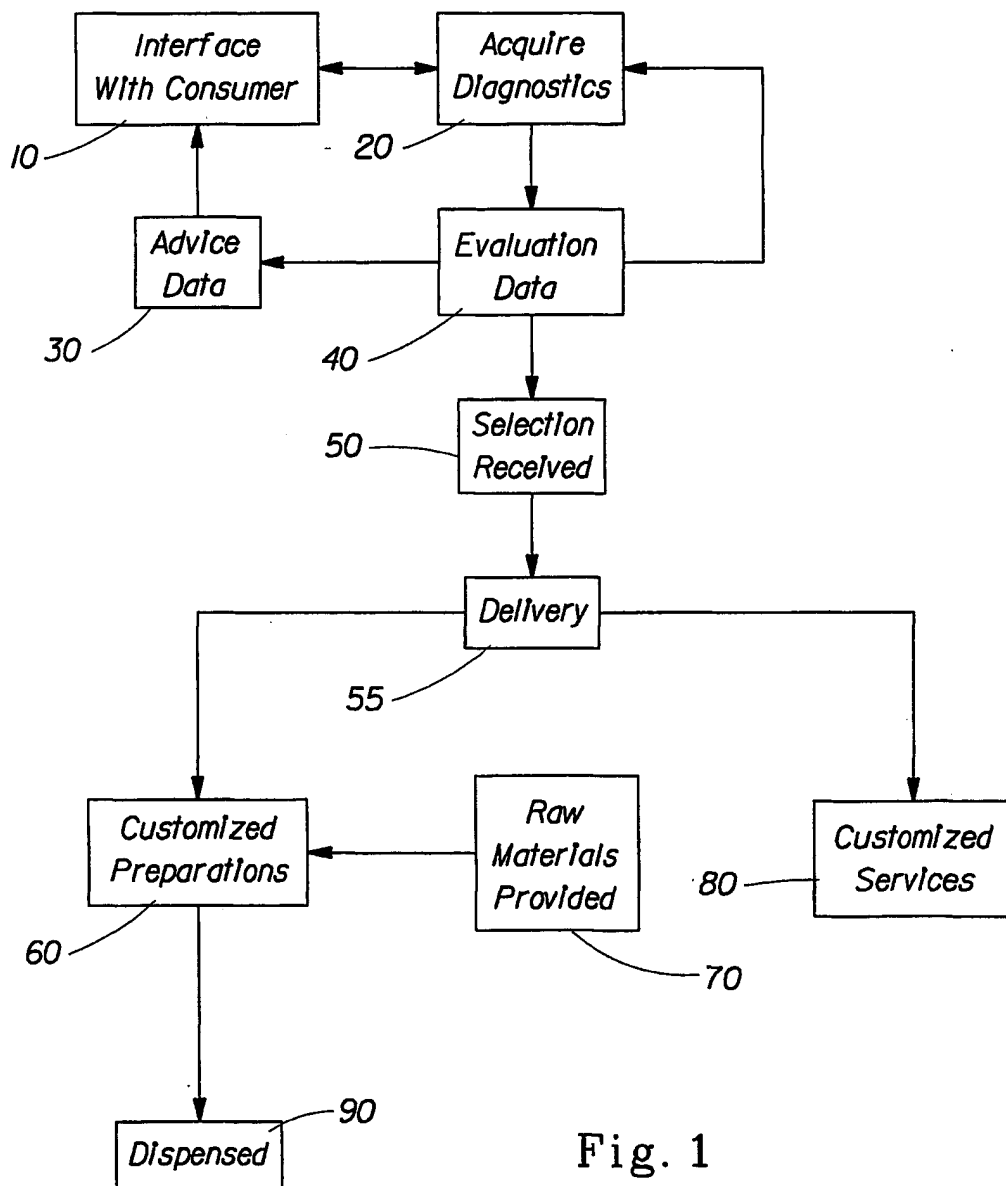 Interface
With Consumer
10
Acquire
Diagnostics
20
Advice
Data
30
Evaluation
Data
40
Selection
Received
50
Delivery
55
Customized
Preparations
60
Raw
Materials
Provided
70
Customized
Services
80
Dispensed
90
Fig. 1